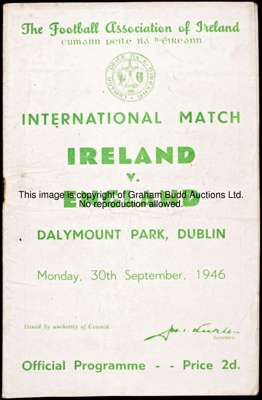 The Football Association of Ireland
cumann peile na h-éireann
INTERNATIONAL MATCH
IRELAND
v.
This image is copyright of Graham Budd Auctions Ltd.
No reproduction allowed.
ENGLAND
DALYMOUNT PARK, DUBLIN
Monday, 30th September, 1946
Issued by authority of Council
Secretary.
Official Programme - - Price 2d.